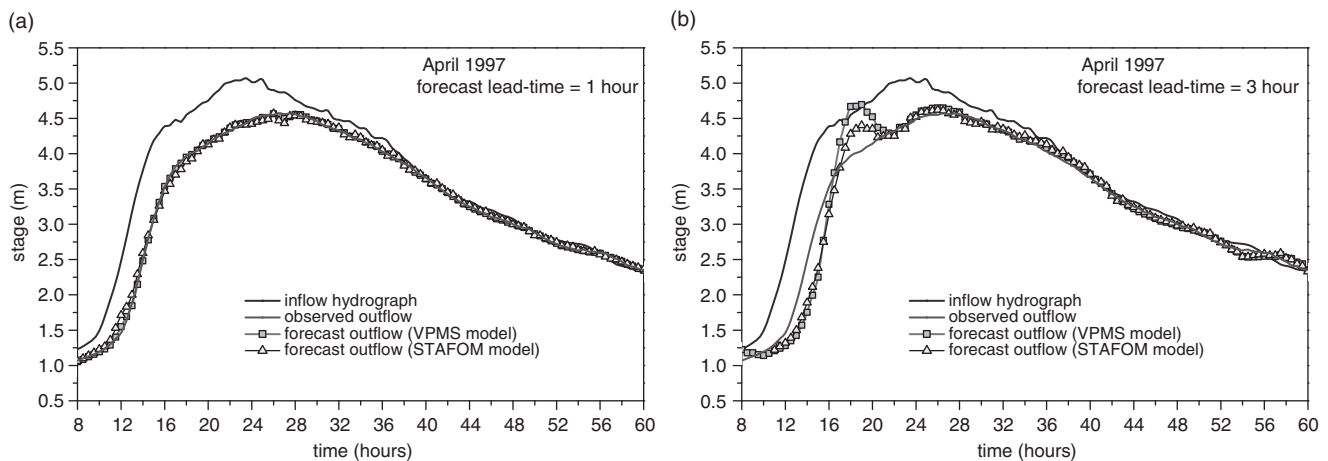 (a)
5.5
5.0
4.5
4.0
3.5
3.0
2.5
2.0
1.5
1.0
0.5
stage (m)
April 1997
forecast lead-time = 1 hour
inflow hydrograph
observed outflow
forecast outflow (VPMS model)
forecast outflow (STAFOM model)
8 12 16 20 24 28 32 36 40 44 48 52 56 60
time (hours)
(b)
5.5
5.0
4.5
4.0
3.5
3.0
2.5
2.0
1.5
1.0
0.5
stage (m)
April 1997
forecast lead-time = 3 hour
inflow hydrograph
observed outflow
forecast outflow (VPMS model)
forecast outflow (STAFOM model)
8 12 16 20 24 28 32 36 40 44 48 52 56 60
time (hours)